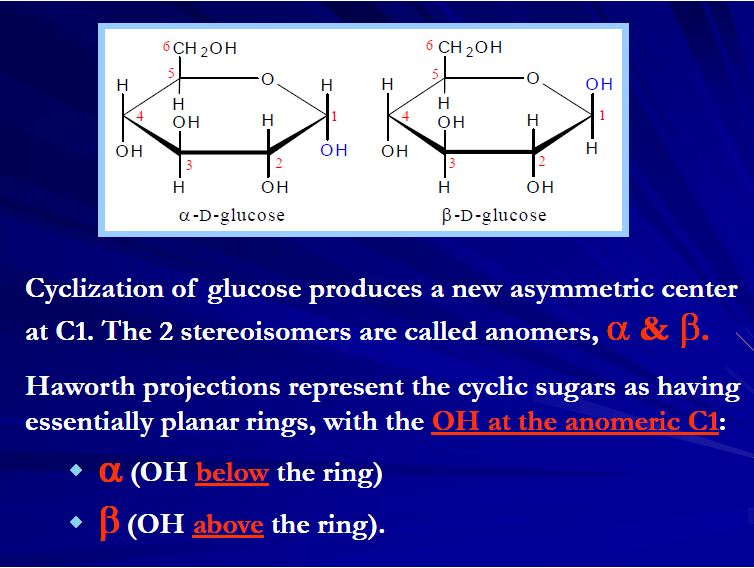 6 CH2OH 6 CH2OH
5 O 5 O
H H H OH
H H
4 OH H 1 4 OH H 1
OH OH OH H
3 2 3 2
H OH H OH
α-D-glucose β-D-glucose
Cyclization of glucose produces a new asymmetric center
at C1. The 2 stereoisomers are called anomers, α & β.
Haworth projections represent the cyclic sugars as having
essentially planar rings, with the OH at the anomeric C1:
α (OH below the ring)
β (OH above the ring).